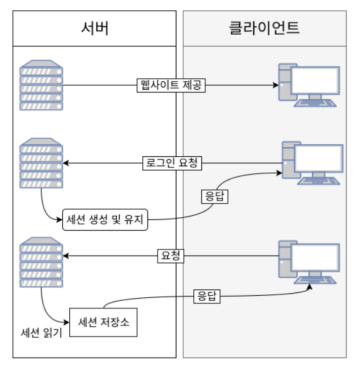 서버
클라이언트
웹사이트 제공
로그인 요청
응답
세션 생성 및 유지
요청
응답
세션 저장소
세션 읽기